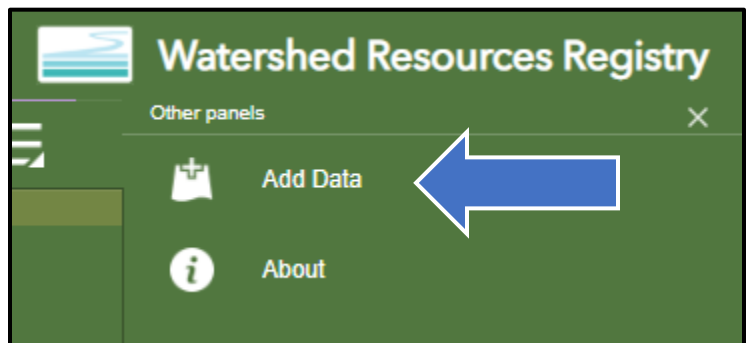 Watershed Resources Registry
Other panels
Add Data
About